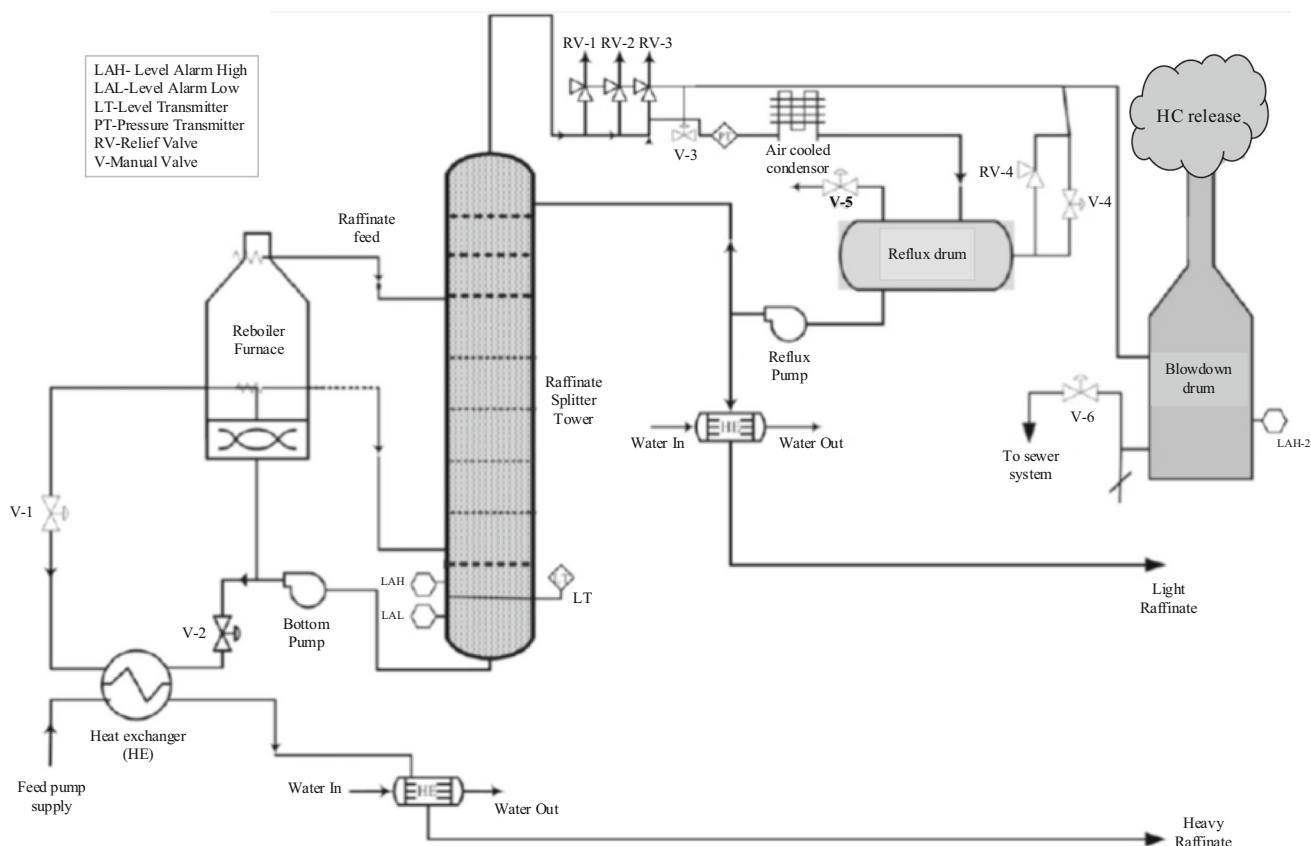 LAH- Level Alarm High
LAL-Level Alarm Low
LT-Level Transmitter
PT-Pressure Transmitter
RV-Relief Valve
V-Manual Valve
RV-1
RV-2
RV-3
V-3
PT
Air cooled
condensor
HC release
V-5
RV-4
V-4
Reflux drum
Raffinate
feed
Reboiler
Furnace
Raffinate
Splitter
Tower
Reflux
Pump
Blowdown
drum
V-6
To sewer
system
LAH-2
Water In
HE
Water Out
V-1
LAH
LAL
LT
LT
V-2
Bottom
Pump
Light
Raffinate
Heat exchanger
(HE)
Feed pump
supply
Water In
HE
Water Out
Heavy
Raffinate